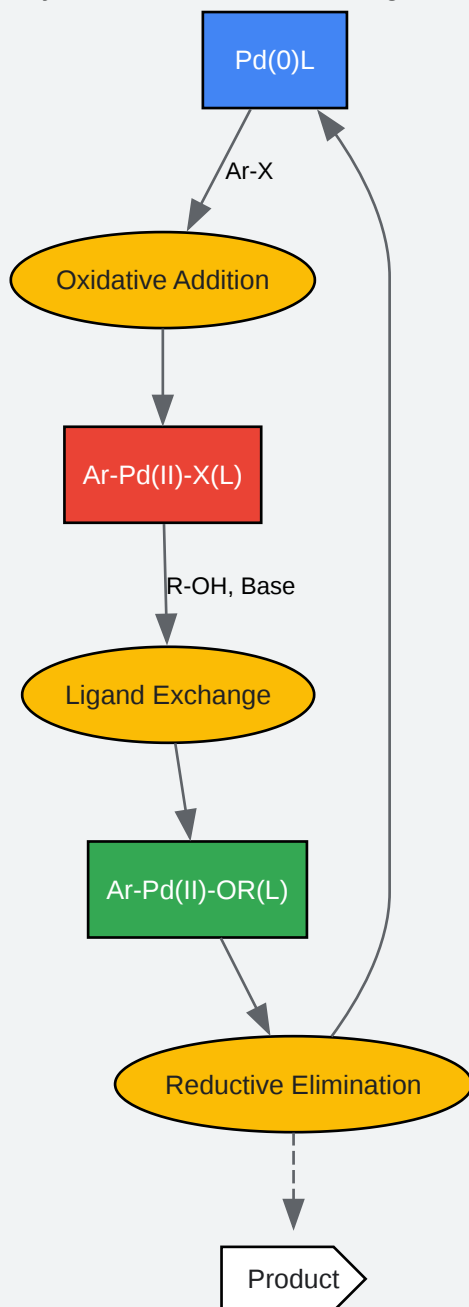 Pd(0)L
Ar-X
Oxidative Addition
Ar-Pd(II)-X(L)
R-OH, Base
Ligand Exchange
Ar-Pd(II)-OR(L)
Reductive Elimination
Product